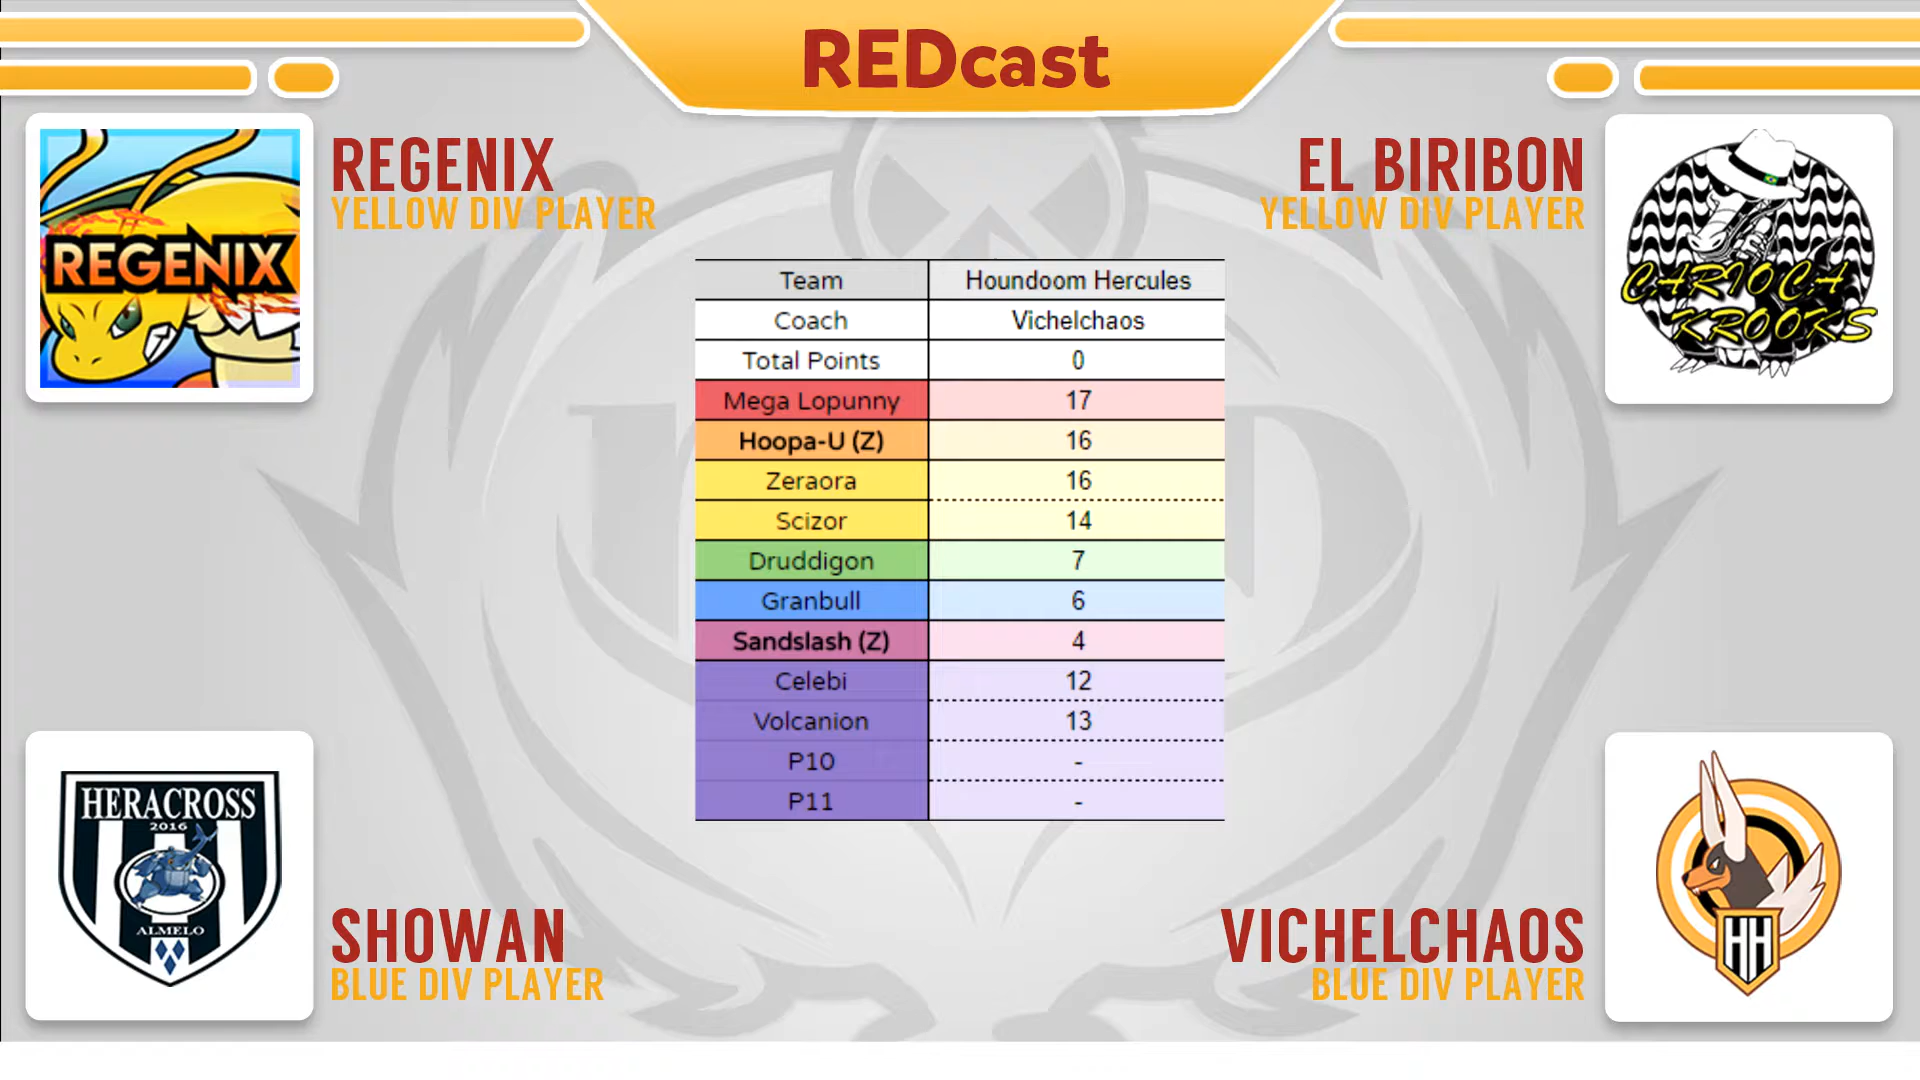 REDcast
REGENIX
REGENIX
YELLOW DIV PLAYER
EL BIRIBON
YELLOW DIV PLAYER
CARIOCA
KROOKS
Team Houndoom Hercules
Coach Vichelchaos
Total Points 0
Mega Lopunny 17
Hoopa-U (Z) 16
Zeraora 16
Scizor 14
Druddigon 7
Granbull 6
Sandslash (Z) 4
Celebi 12
Volcanion 13
P10 -
P11 -
HERACROSS
2016
ALMELO
SHOWAN
BLUE DIV PLAYER
VICHELCHAOS
BLUE DIV PLAYER
HH